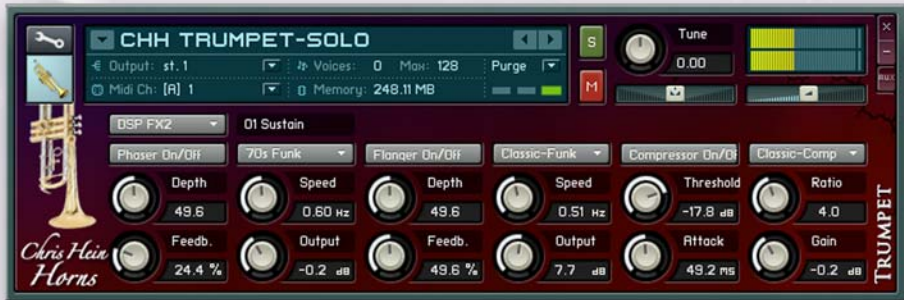 CHH TRUMPET-SOLO
S
Tune
Output: st. 1
Voices: 0 Max: 128
Purge
0.00
Midi Ch: [A] 1
Memory: 248.11 MB
M
AUX
DSP FX2
01 Sustain
Phaser On/Off
70s Funk
Flanger On/Off
Classic-Funk
Compressor On/Of
Classic-Comp
Depth
Speed
Depth
Speed
Threshold
Ratio
49.6
0.60 Hz
49.6
0.51 Hz
-17.8 dB
4.0
Feedb.
Output
Feedb.
Output
Attack
Gain
24.4 %
-0.2 dB
49.6 %
7.7 dB
49.2 ms
-0.2 dB
Chris Hein
Horns
TRUMPET